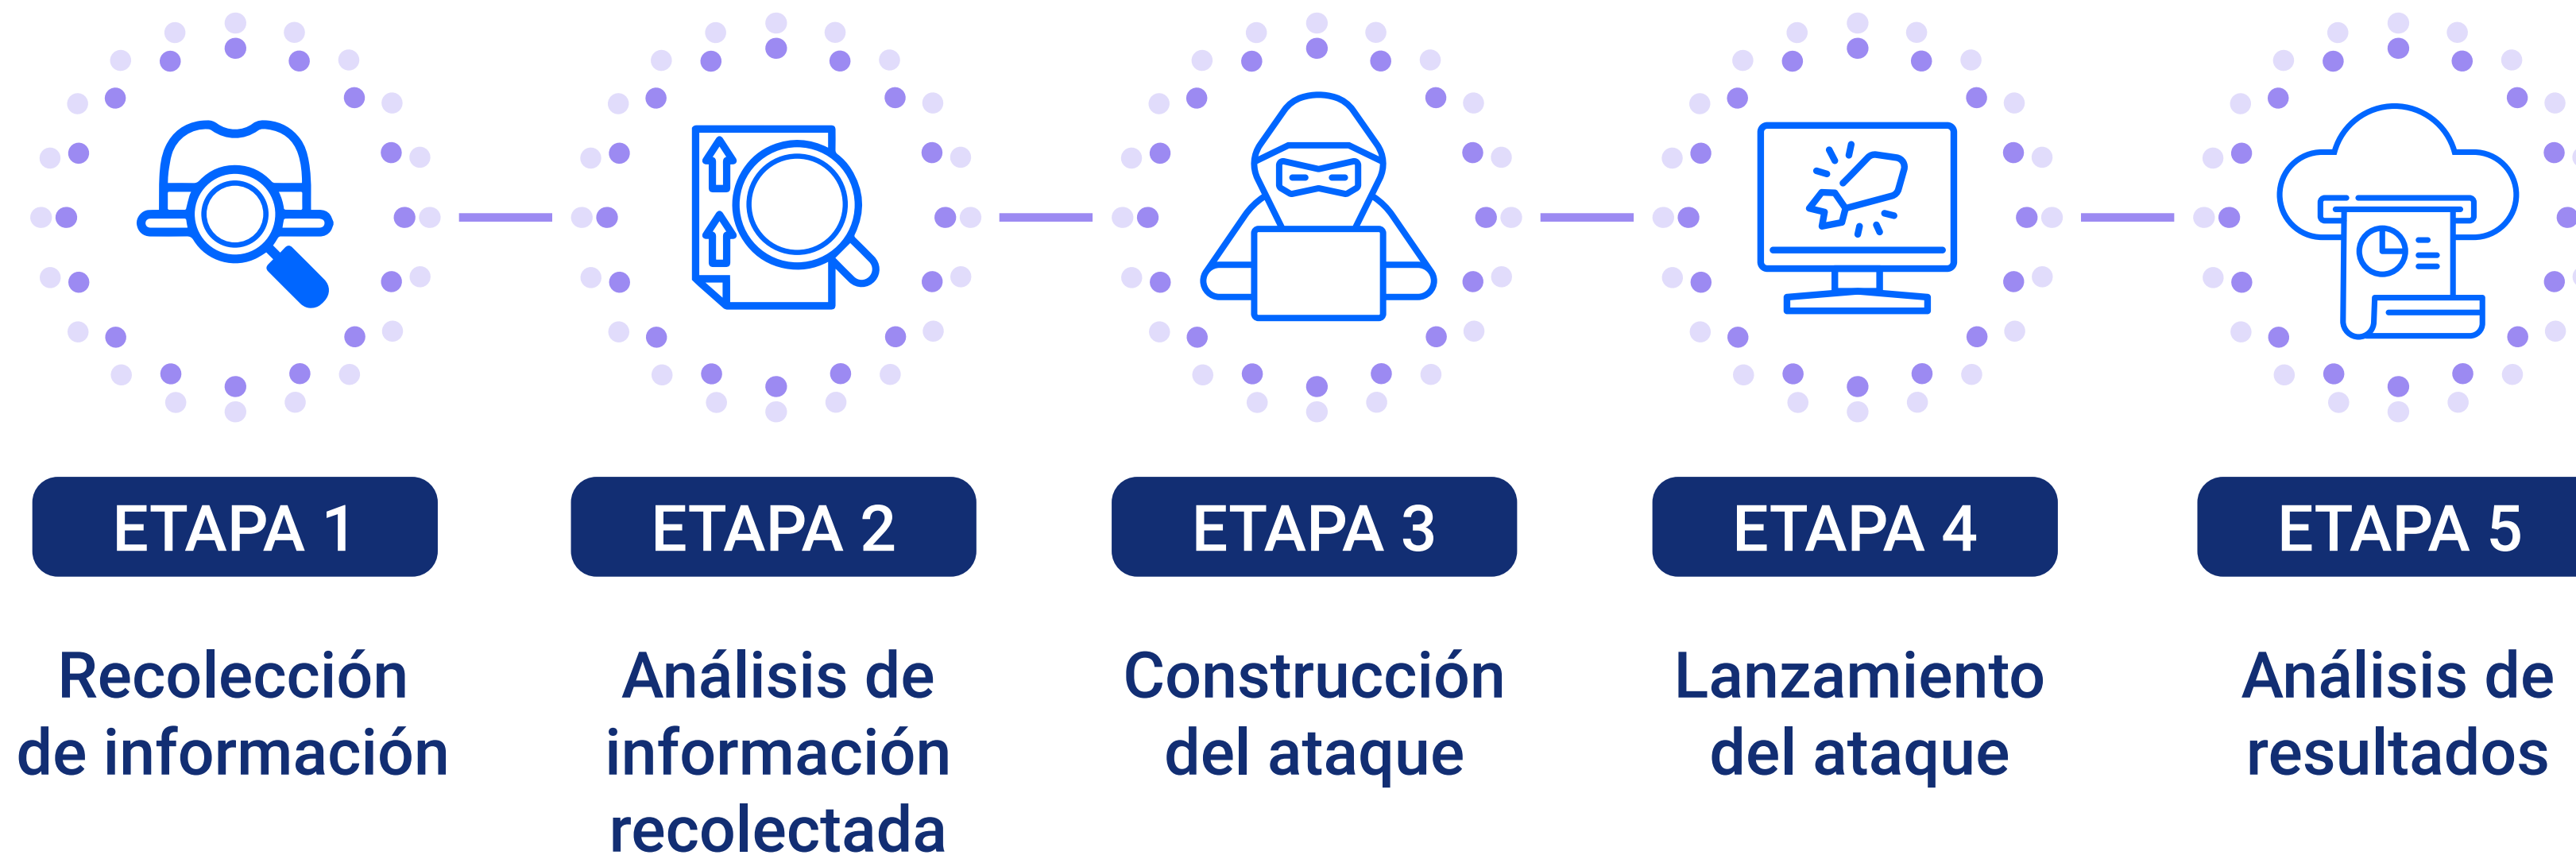 ETAPA 1
Recolección
de información
ETAPA 2
Análisis de
información
recolectada
ETAPA 3
Construcción
del ataque
ETAPA 4
Lanzamiento
del ataque
ETAPA 5
Análisis de
resultados